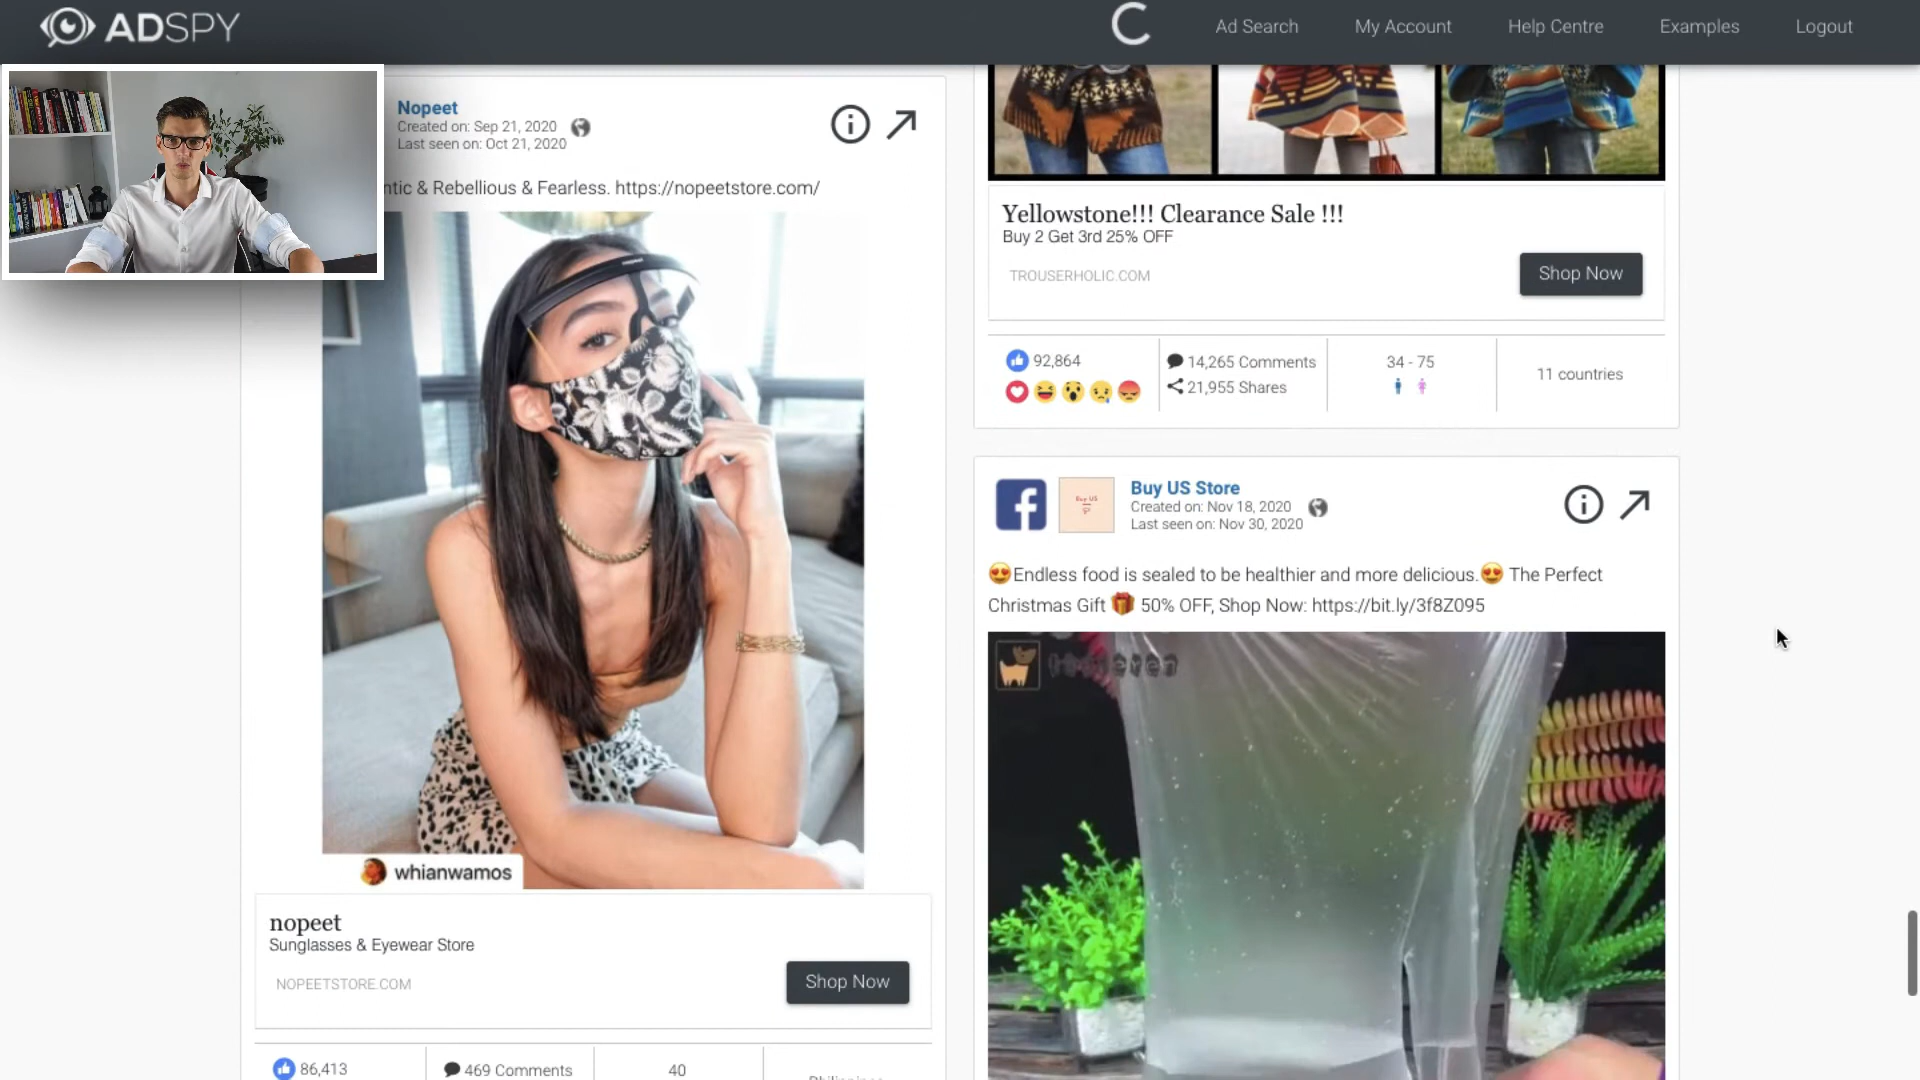 ADSPY
Ad Search
My Account
Help Centre
Examples
Logout
Nopeet
Created on: Sep 21, 2020
Last seen on: Oct 21, 2020
ntic & Rebellious & Fearless. https://nopeetstore.com/
whianwamos
nopeet
Sunglasses & Eyewear Store
NOPEETSTORE.COM
Shop Now
86,413
469 Comments
40
Yellowstone!!! Clearance Sale !!!
Buy 2 Get 3rd 25% OFF
TROUSERHOLIC.COM
Shop Now
92,864
14,265 Comments
21,955 Shares
34 - 75
11 countries
Buy US
Buy US Store
Created on: Nov 18, 2020
Last seen on: Nov 30, 2020
😍Endless food is sealed to be healthier and more delicious.😍 The Perfect
Christmas Gift 🎁 50% OFF, Shop Now: https://bit.ly/3f8Z095